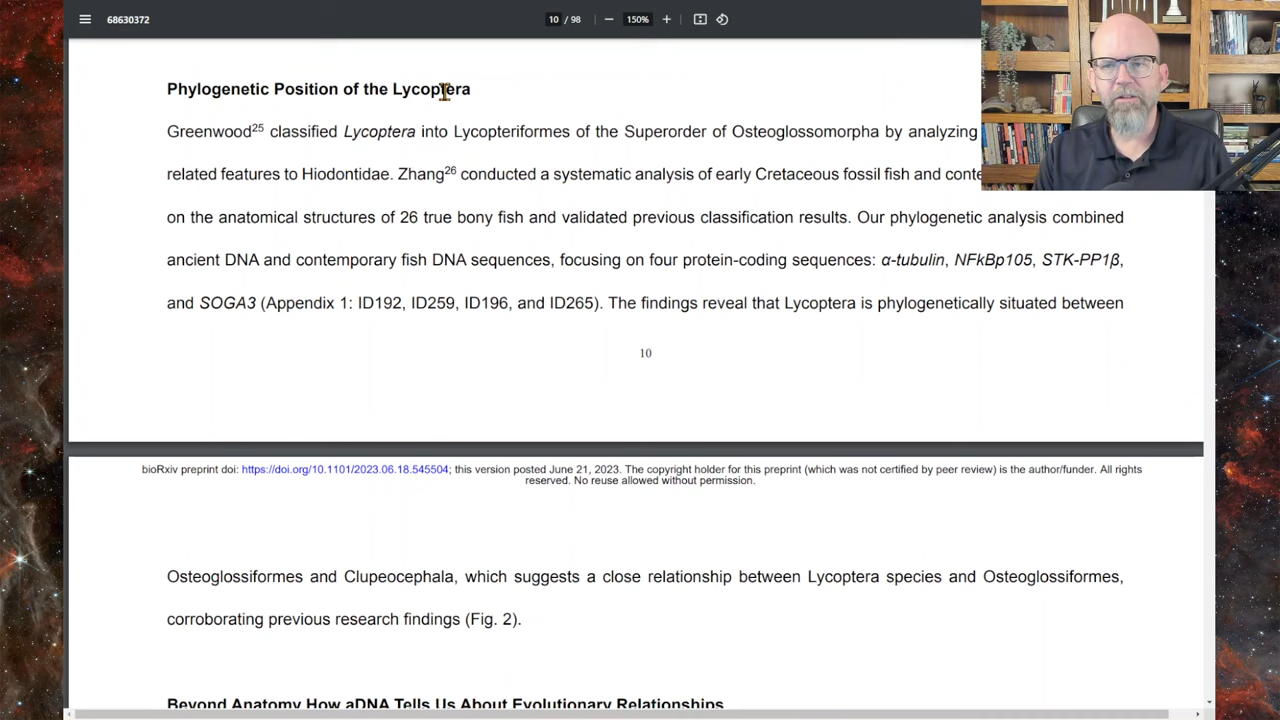 68630372
10 / 98
150%
Phylogenetic Position of the Lycoptera
Greenwood25 classified Lycoptera into Lycopteriformes of the Superorder of Osteoglossomorpha by analyzing
related features to Hiodontidae. Zhang26 conducted a systematic analysis of early Cretaceous fossil fish and
on the anatomical structures of 26 true bony fish and validated previous classification results. Our phylogenetic analysis combined
ancient DNA and contemporary fish DNA sequences, focusing on four protein-coding sequences: α-tubulin, NFkBp105, STK-PP1β,
and SOGA3 (Appendix 1: ID192, ID259, ID196, and ID265). The findings reveal that Lycoptera is phylogenetically situated between
10
bioRxiv preprint doi: https://doi.org/10.1101/2023.06.18.545504; this version posted June 21, 2023. The copyright holder for this preprint (which was not certified by peer review) is the author/funder. All rights
reserved. No reuse allowed without permission.
Osteoglossiformes and Clupeocephala, which suggests a close relationship between Lycoptera species and Osteoglossiformes,
corroborating previous research findings (Fig. 2).
Beyond Anatomy How aDNA Tells Us About Evolutionary Relationships